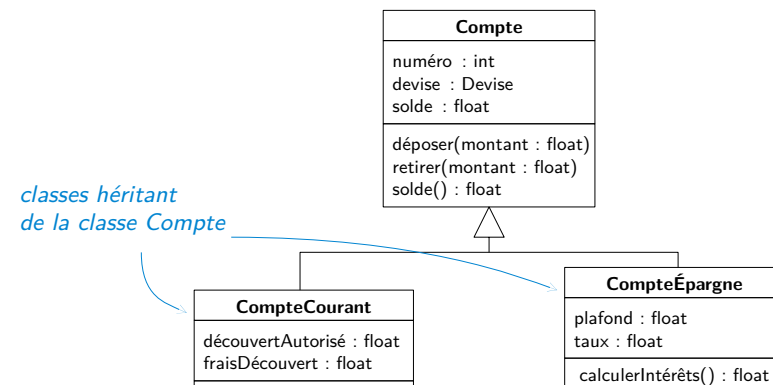 Compte
numéro : int
devise : Devise
solde : float
déposer(montant : float)
retirer(montant : float)
solde() : float
classes héritant
de la classe Compte
CompteCourant
découvertAutorisé : float
fraisDécouvert : float
CompteÉpargne
plafond : float
taux : float
calculerIntérêts() : float